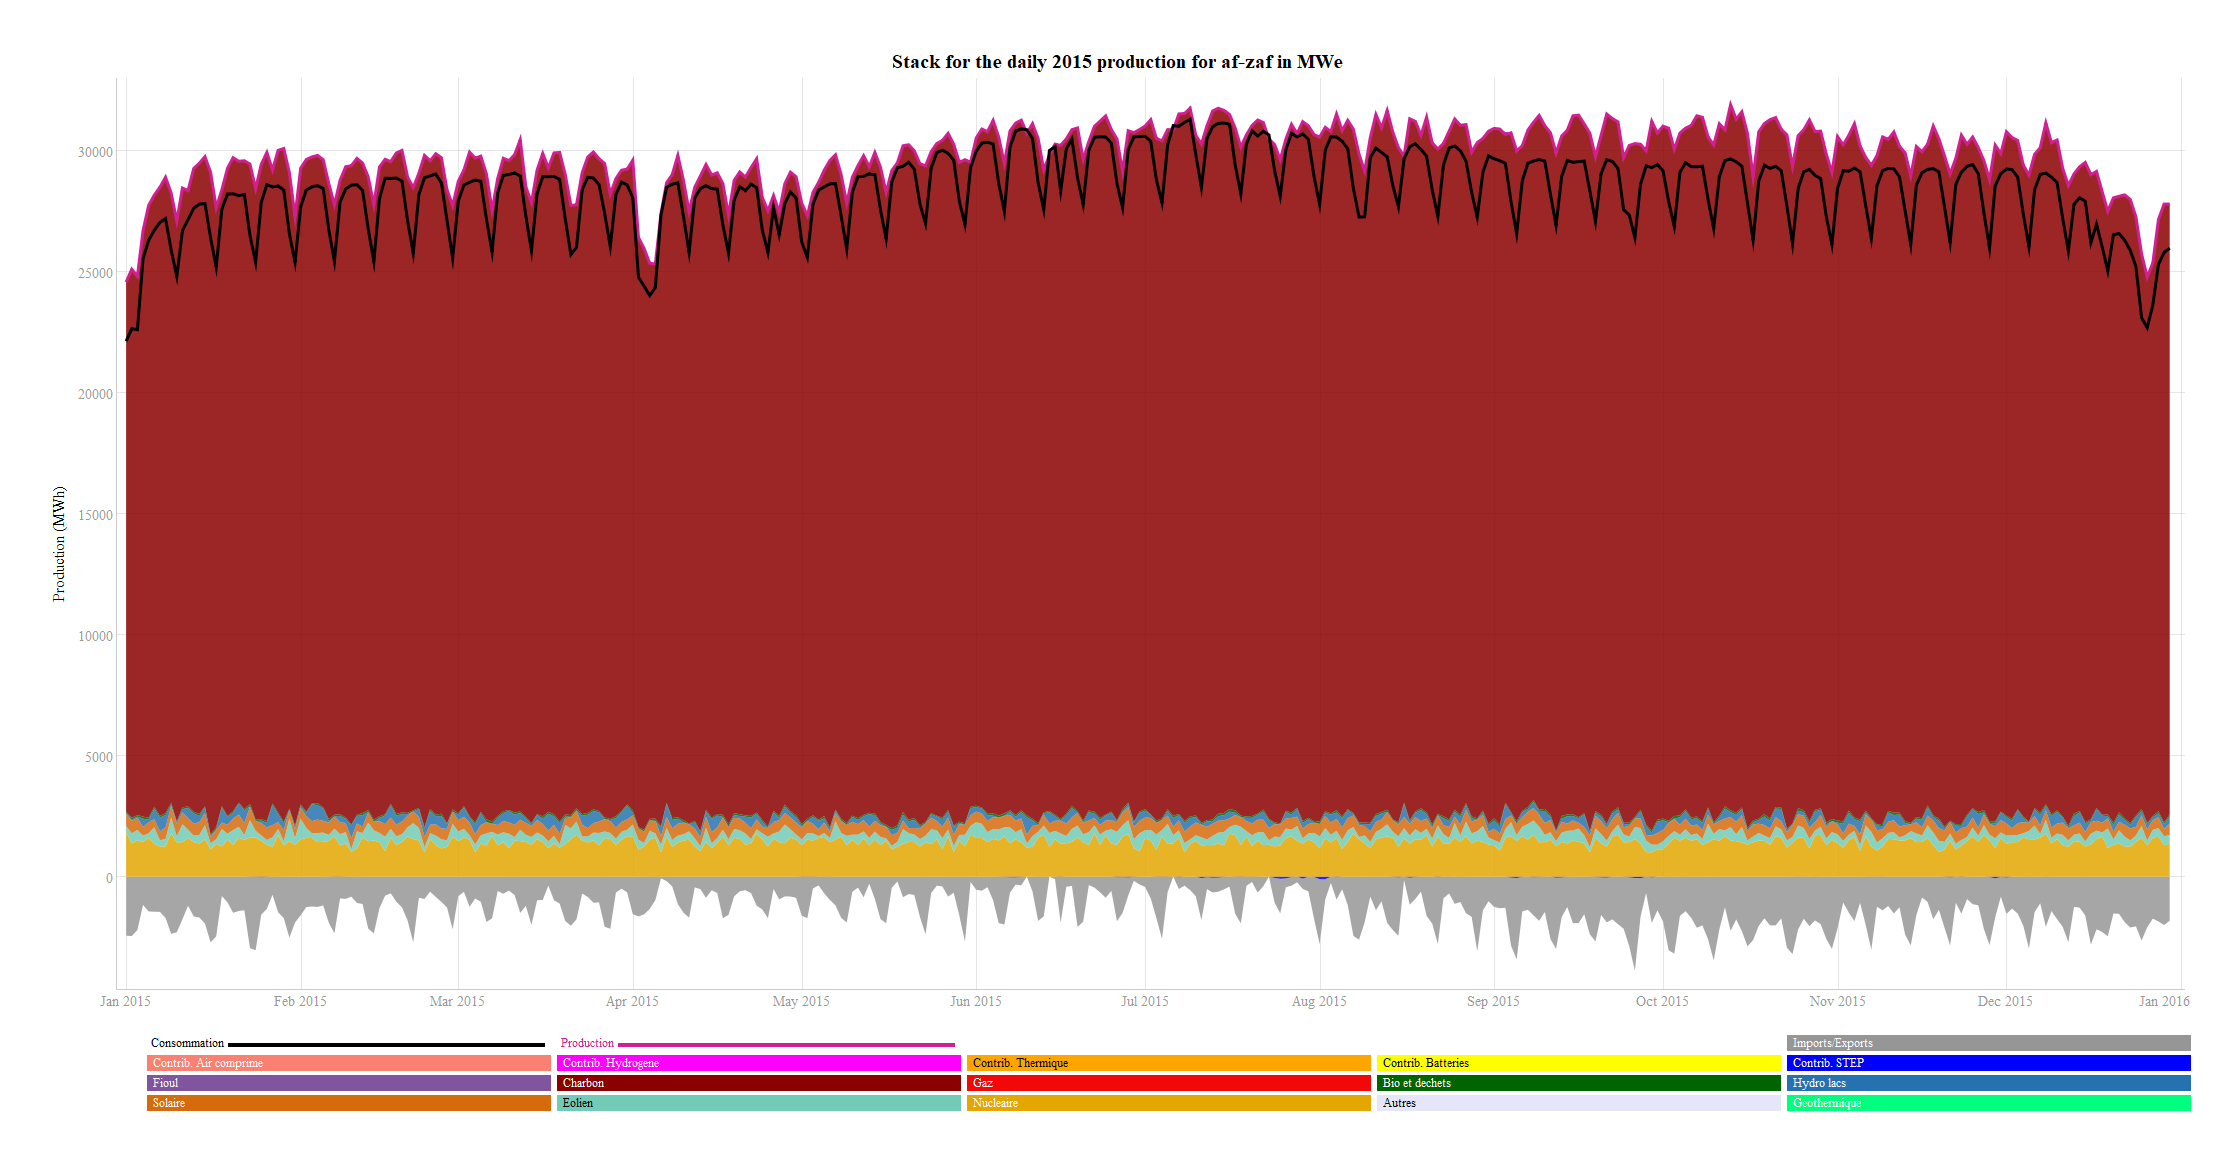 Stack for the daily 2015 production for af-zaf in MWe
Production (MWh)
30000
25000
20000
15000
10000
5000
0
Jan 2015 Feb 2015 Mar 2015 Apr 2015 May 2015 Jun 2015 Jul 2015 Aug 2015 Sep 2015 Oct 2015 Nov 2015 Dec 2015 Jan 2016
Consommation Production Imports/Exports
Contrib. Air comprime Contrib. Hydrogene Contrib. Thermique Contrib. Batteries Contrib. STEP
Fioul Charbon Gaz Bio et dechets Hydro lacs
Solaire Eolien Nucleaire Autres Geothermique